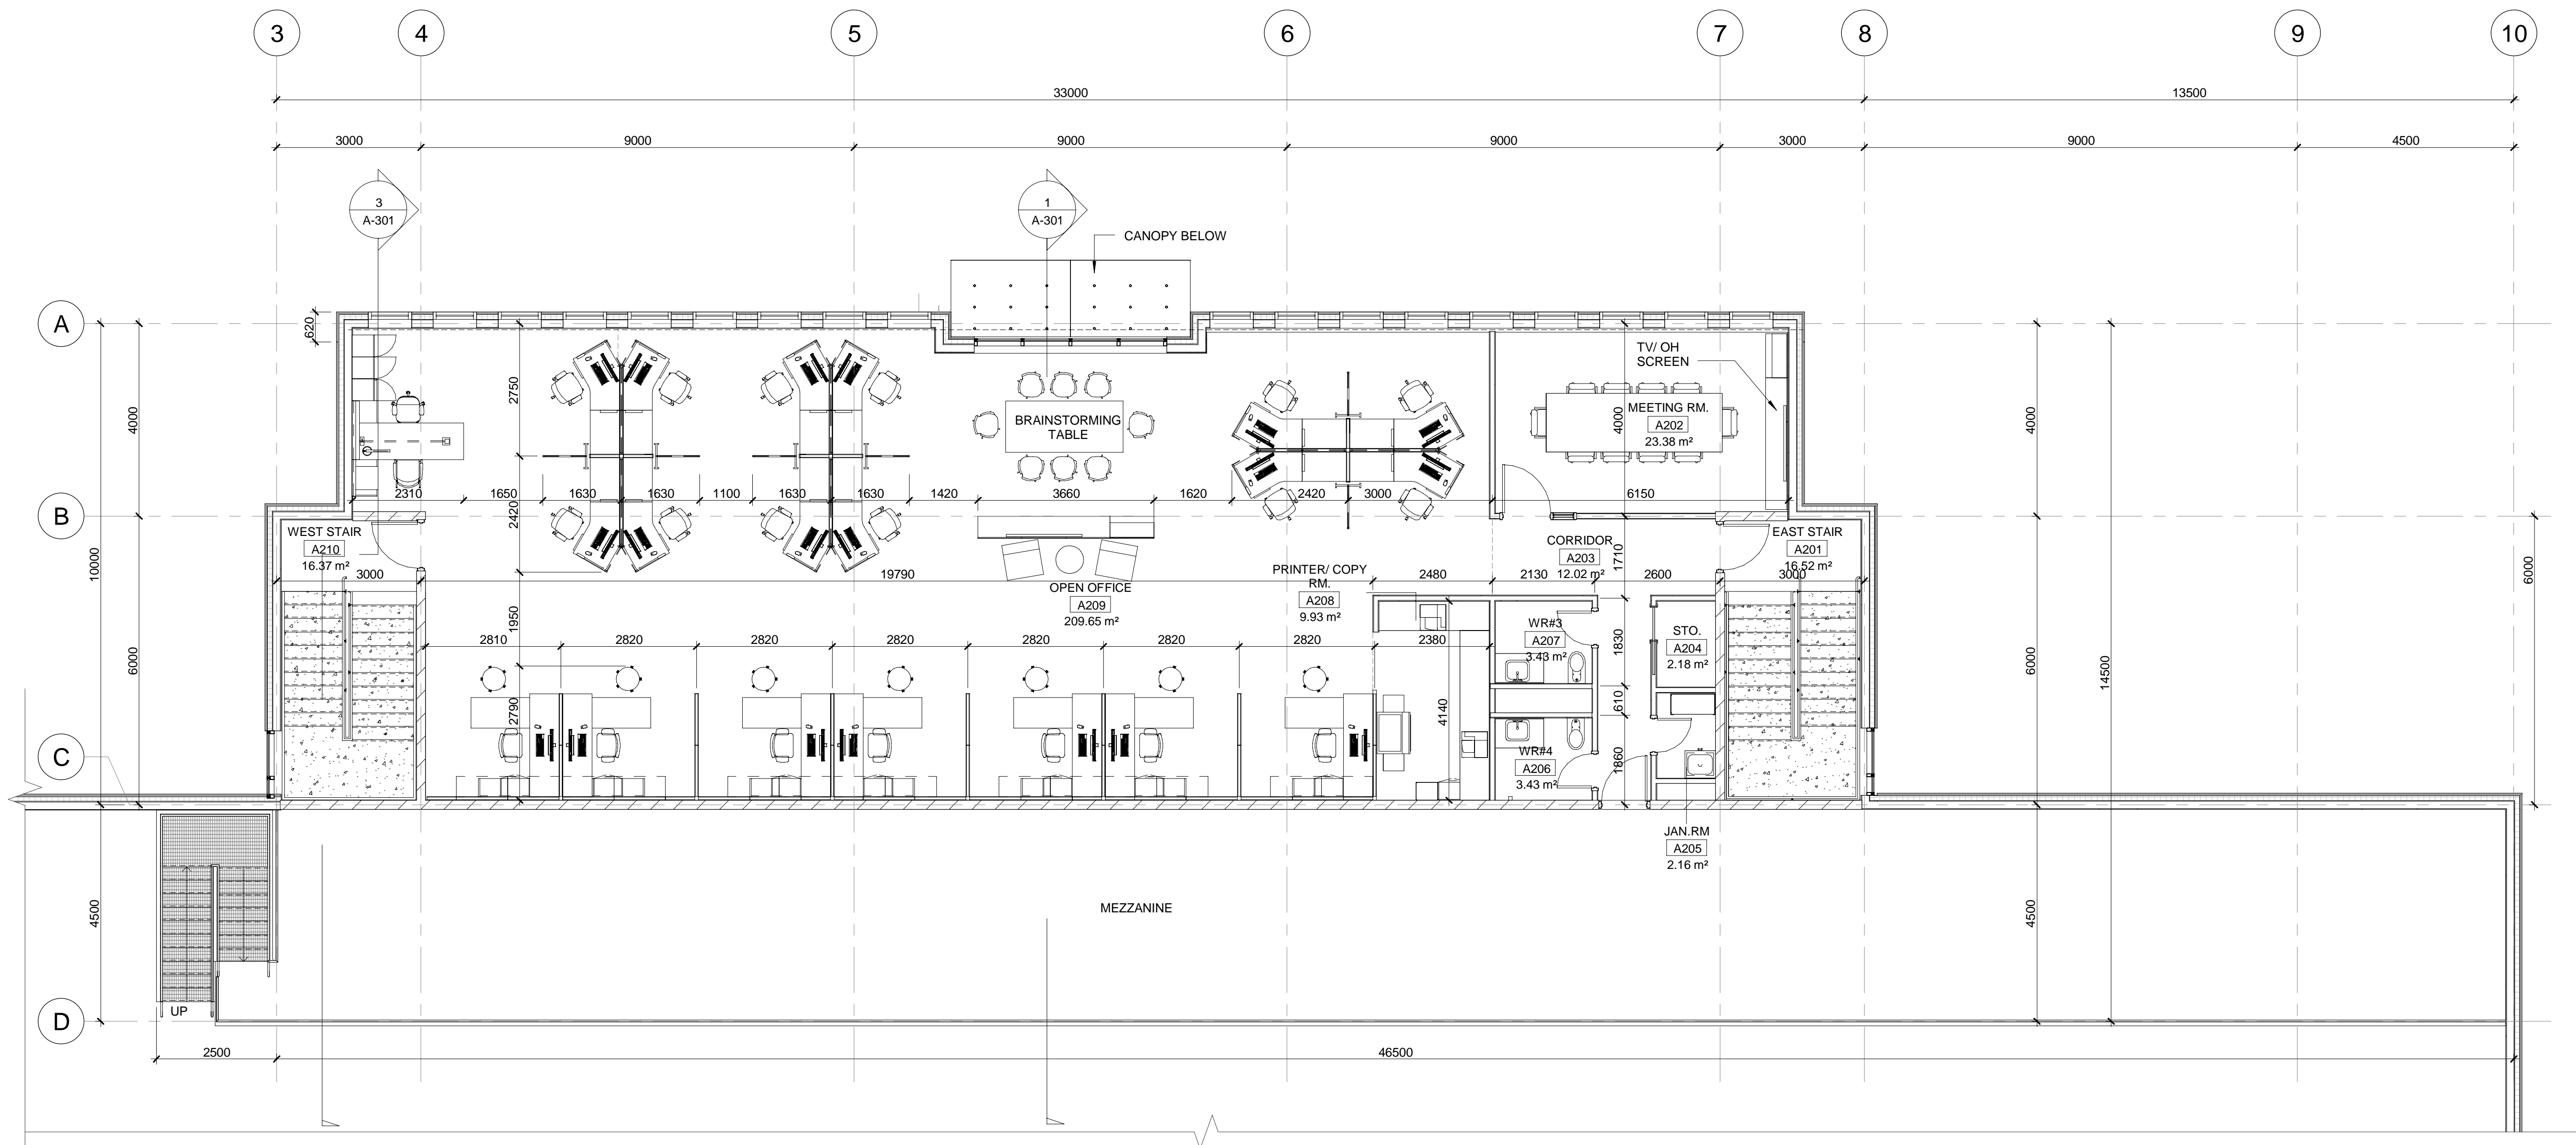 3
4
5
6
7
8
9
10
33000
13500
3000
9000
9000
9000
3000
9000
4500
3
A-301
1
A-301
CANOPY BELOW
A
620
4000
2750
TV/ OH
SCREEN
BRAINSTORMING
TABLE
MEETING RM.
A202
23.38 m²
4000
4000
2310
1650
1630
1630
1100
1630
1630
1420
3660
1620
2420
3000
6150
2420
B
WEST STAIR
A210
16.37 m²
CORRIDOR
A203
12.02 m²
1710
EAST STAIR
A201
16.52 m²
10000
6000
3000
19790
PRINTER/ COPY
RM.
A208
9.93 m²
2480
2130
2600
3000
OPEN OFFICE
A209
209.65 m²
1950
6000
2810
2820
2820
2820
2820
2820
2820
2380
WR#3
A207
3.43 m²
1830
STO.
A204
2.18 m²
6000
14500
2790
4140
610
C
WR#4
A206
3.43 m²
1860
JAN.RM
A205
2.16 m²
4500
MEZZANINE
4500
D
UP
2500
46500